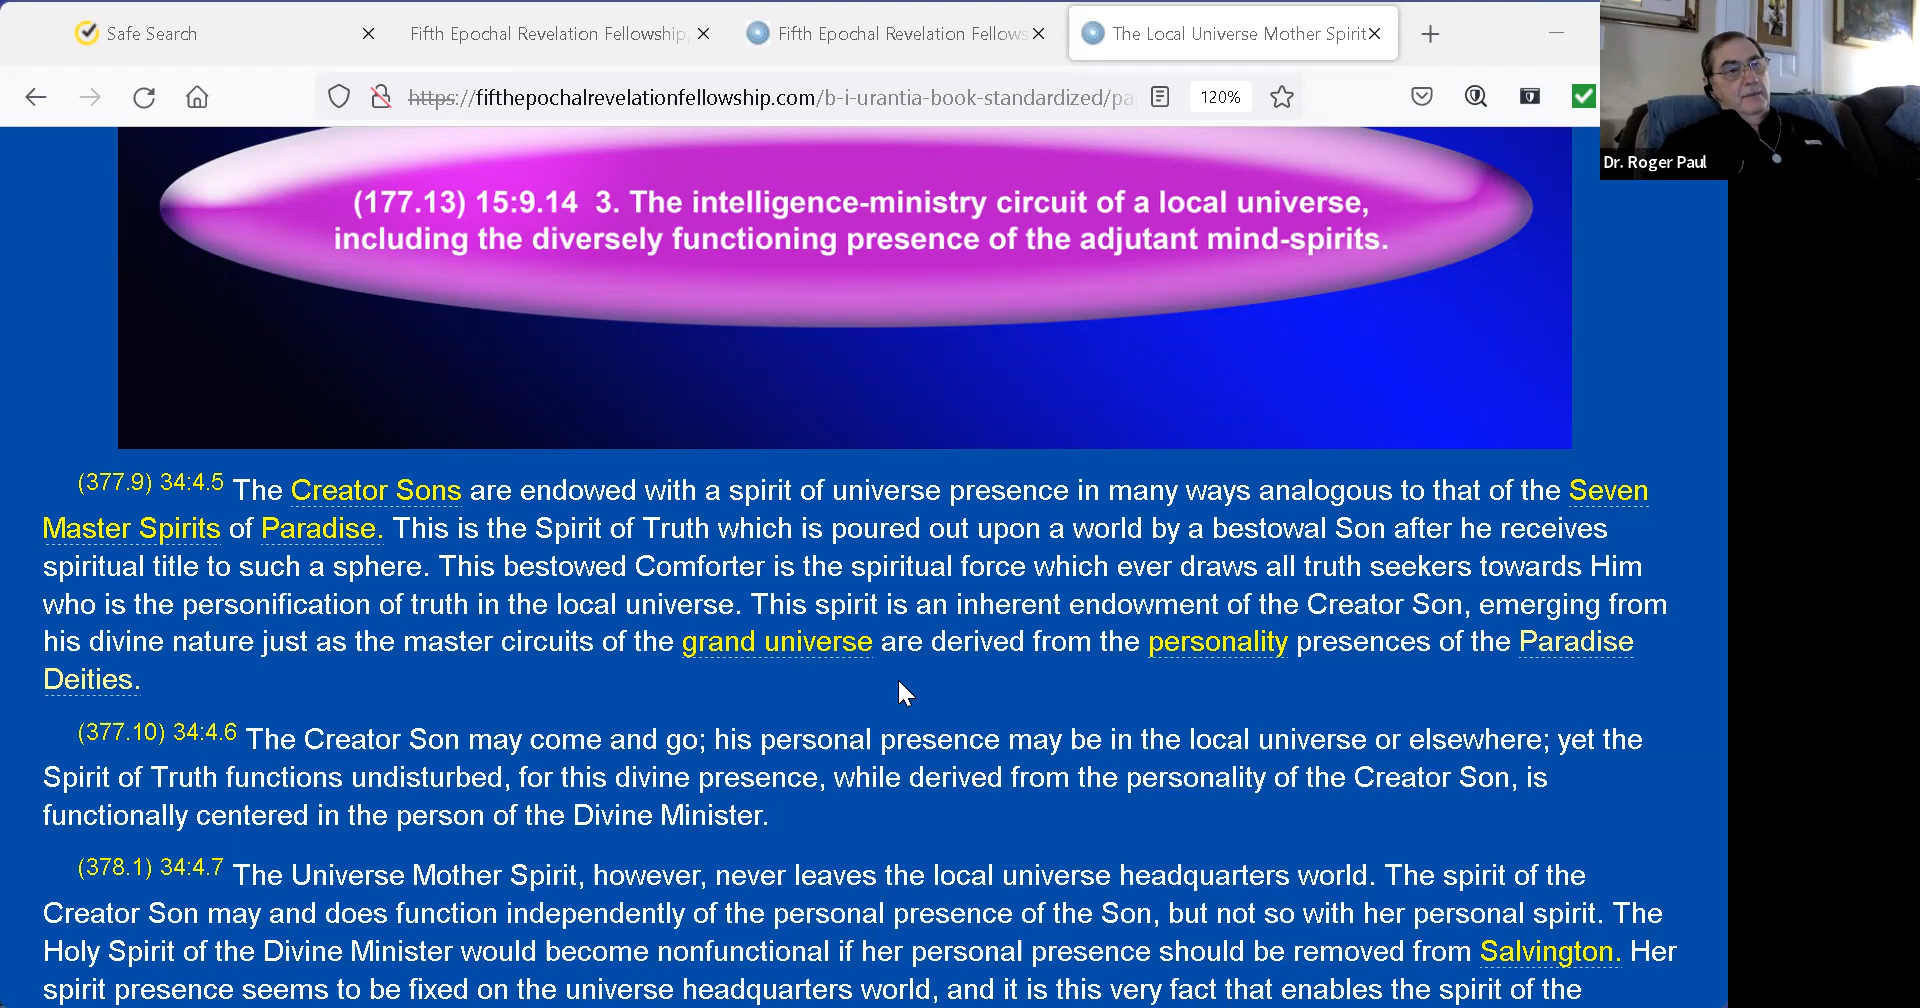 Safe Search
Fifth Epochal Revelation Fellowship,
Fifth Epochal Revelation Fellows
The Local Universe Mother Spirit
https://fifthepochalrevelationfellowship.com/b-i-urantia-book-standardized/pa
120%
Dr. Roger Paul
(177.13) 15:9.14 3. The intelligence-ministry circuit of a local universe,
including the diversely functioning presence of the adjutant mind-spirits.
(377.9) 34:4.5 The Creator Sons are endowed with a spirit of universe presence in many ways analogous to that of the Seven
Master Spirits of Paradise. This is the Spirit of Truth which is poured out upon a world by a bestowal Son after he receives
spiritual title to such a sphere. This bestowed Comforter is the spiritual force which ever draws all truth seekers towards Him
who is the personification of truth in the local universe. This spirit is an inherent endowment of the Creator Son, emerging from
his divine nature just as the master circuits of the grand universe are derived from the personality presences of the Paradise
Deities.
(377.10) 34:4.6 The Creator Son may come and go; his personal presence may be in the local universe or elsewhere; yet the
Spirit of Truth functions undisturbed, for this divine presence, while derived from the personality of the Creator Son, is
functionally centered in the person of the Divine Minister.
(378.1) 34:4.7 The Universe Mother Spirit, however, never leaves the local universe headquarters world. The spirit of the
Creator Son may and does function independently of the personal presence of the Son, but not so with her personal spirit. The
Holy Spirit of the Divine Minister would become nonfunctional if her personal presence should be removed from Salvington. Her
spirit presence seems to be fixed on the universe headquarters world, and it is this very fact that enables the spirit of the